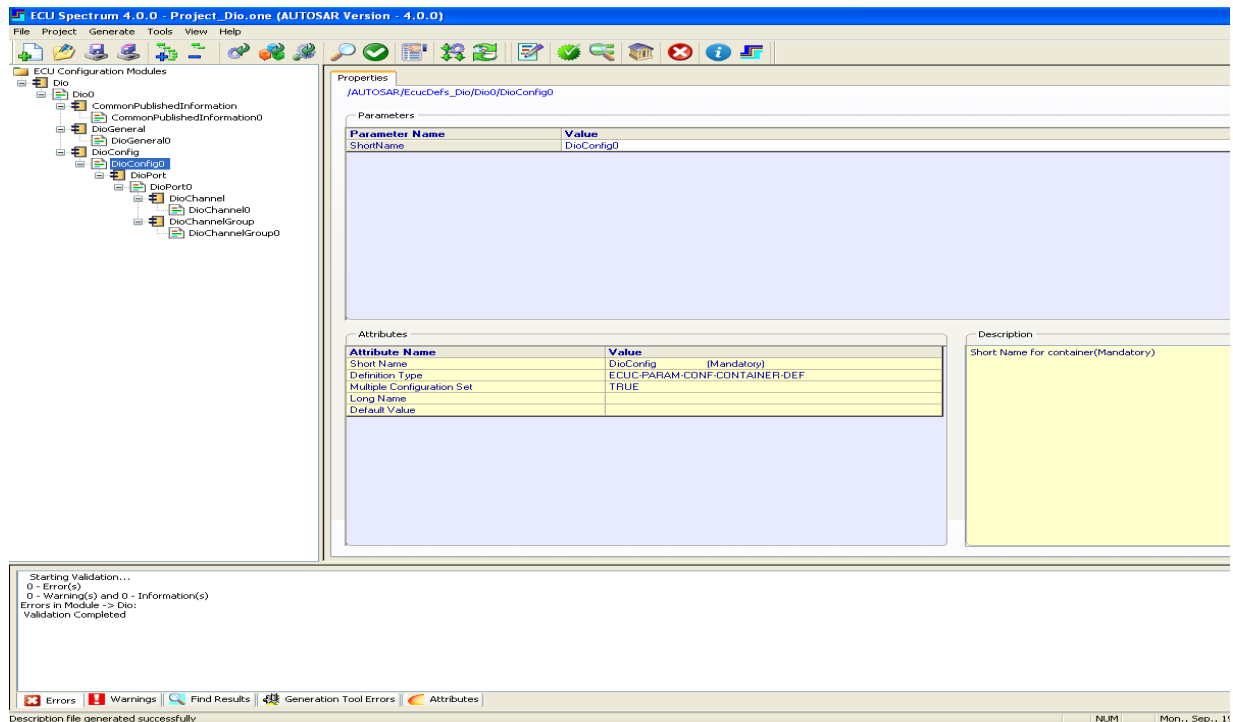 ECU Spectrum 4.0.0 - Project_Dio.one (AUTOSAR Version - 4.0.0)
File Project Generate Tools View Help
ECU Configuration Modules
Dio
Dio0
CommonPublishedInformation
CommonPublishedInformation0
DioGeneral
DioGeneral0
DioConfig
DioConfig0
DioPort
DioPort0
DioChannel
DioChannel0
DioChannelGroup
DioChannelGroup0
Properties
/AUTOSAR/EcucDefs_Dio/Dio0/DioConfig0
Parameters
Parameter Name Value
ShortName DioConfig0
Attributes
Attribute Name Value
Short Name DioConfig (Mandatory)
Definition Type ECUC-PARAM-CONF-CONTAINER-DEF
Multiple Configuration Set TRUE
Long Name
Default Value
Description
Short Name for container(Mandatory)
Starting Validation...
0 - Error(s)
0 - Warning(s) and 0 - Information(s)
Errors in Module -> Dio:
Validation Completed
Errors Warnings Find Results Generation Tool Errors Attributes
Description file generated successfully NUM Mon., Sep., 19